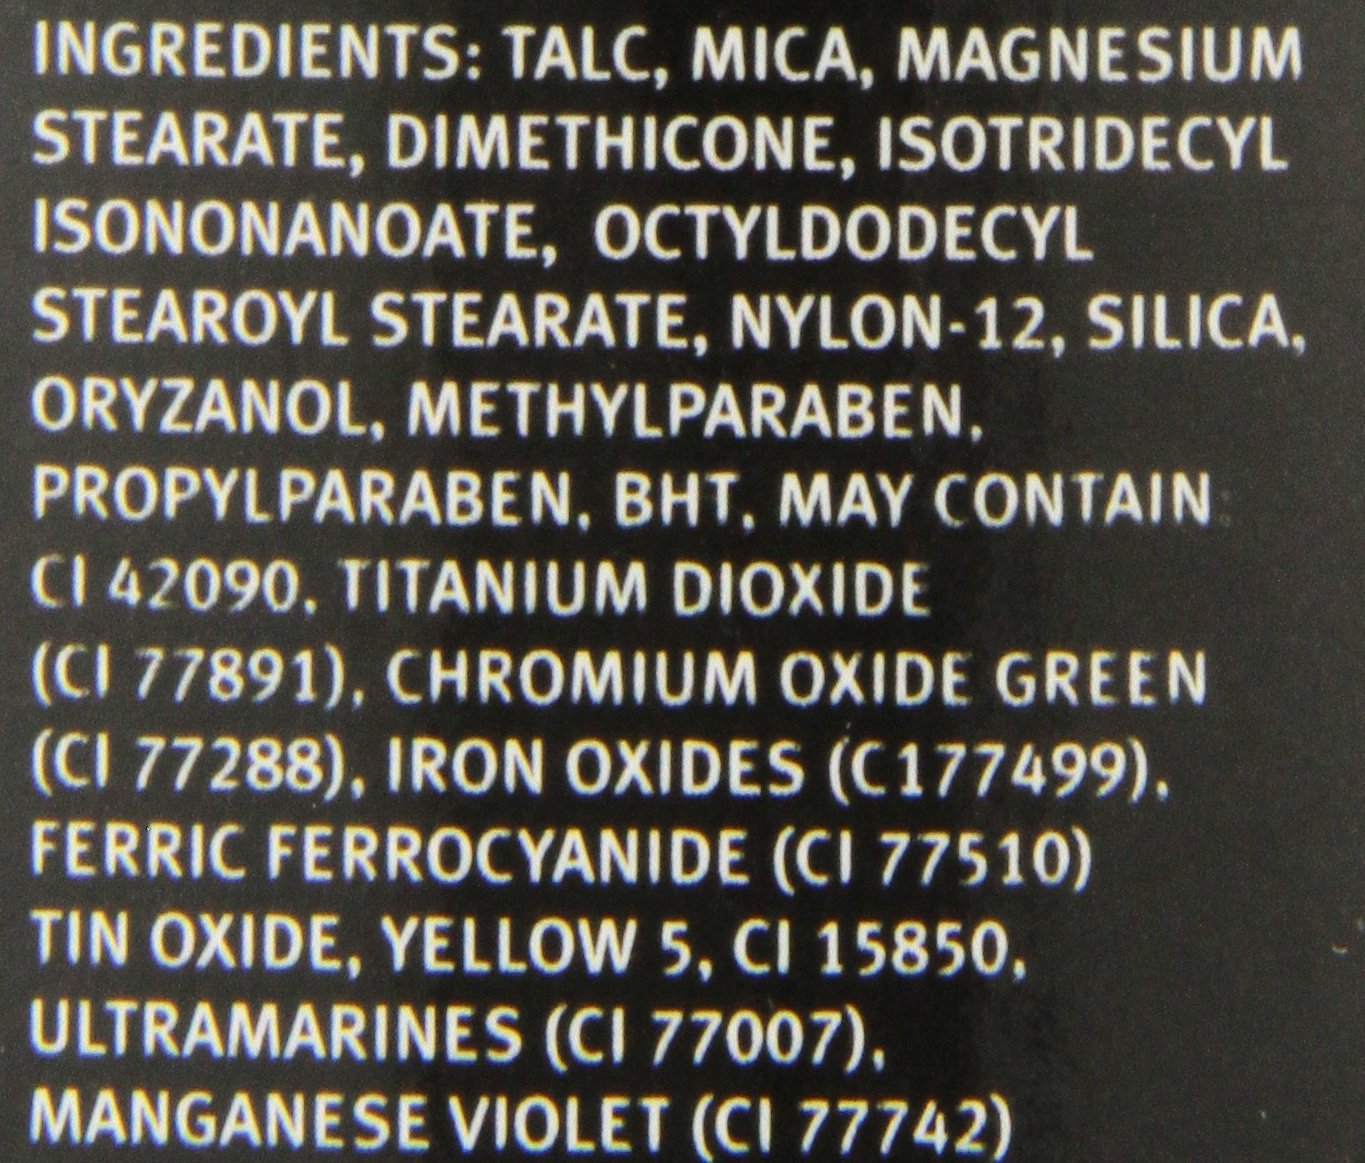 INGREDIENTS: TALC, MICA, MAGNESIUM
STEARATE, DIMETHICONE, ISOTRIDECYL
ISONONANOATE, OCTYLDODECYL
STEAROYL STEARATE, NYLON-12, SILICA,
ORYZANOL, METHYLPARABEN,
PROPYLPARABEN, BHT, MAY CONTAIN:
CI 42090, TITANIUM DIOXIDE
(CI 77891), CHROMIUM OXIDE GREEN
(CI 77288), IRON OXIDES (C177499),
FERRIC FERROCYANIDE (CI 77510)
TIN OXIDE, YELLOW 5, CI 15850,
ULTRAMARINES (CI 77007),
MANGANESE VIOLET (CI 77742)